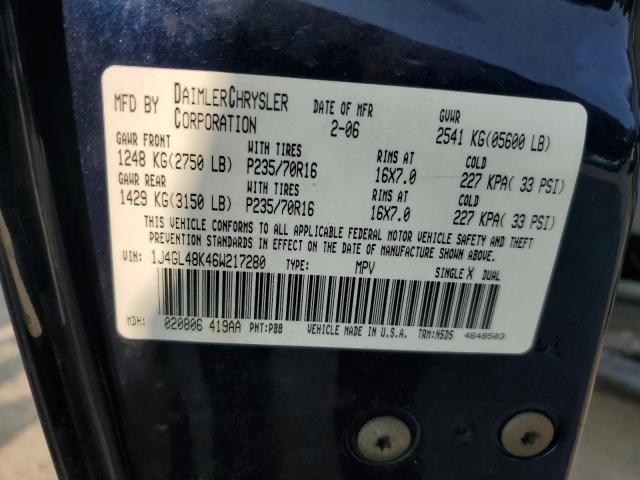 MFD BY DAIMLERCHRYSLER CORPORATION DATE OF MFR 2-06 GVWR 2541 KG(05600 LB)
GAWR FRONT WITH TIRES RIMS AT COLD
1248 KG(2750 LB) P235/70R16 16X7.0 227 KPA( 33 PSI)
GAWR REAR WITH TIRES RIMS AT COLD
1429 KG(3150 LB) P235/70R16 16X7.0 227 KPA( 33 PSI)
THIS VEHICLE CONFORMS TO ALL APPLICABLE FEDERAL MOTOR VEHICLE SAFETY AND THEFT
PREVENTION STANDARDS IN EFFECT ON THE DATE OF MANUFACTURE SHOWN ABOVE.
VIN: 1J4GL48K46W217280 TYPE: MPV SINGLE X DUAL
MDH: 020806 419AA PNT:PBB VEHICLE MADE IN U.S.A. TRM:N5D5 4648503